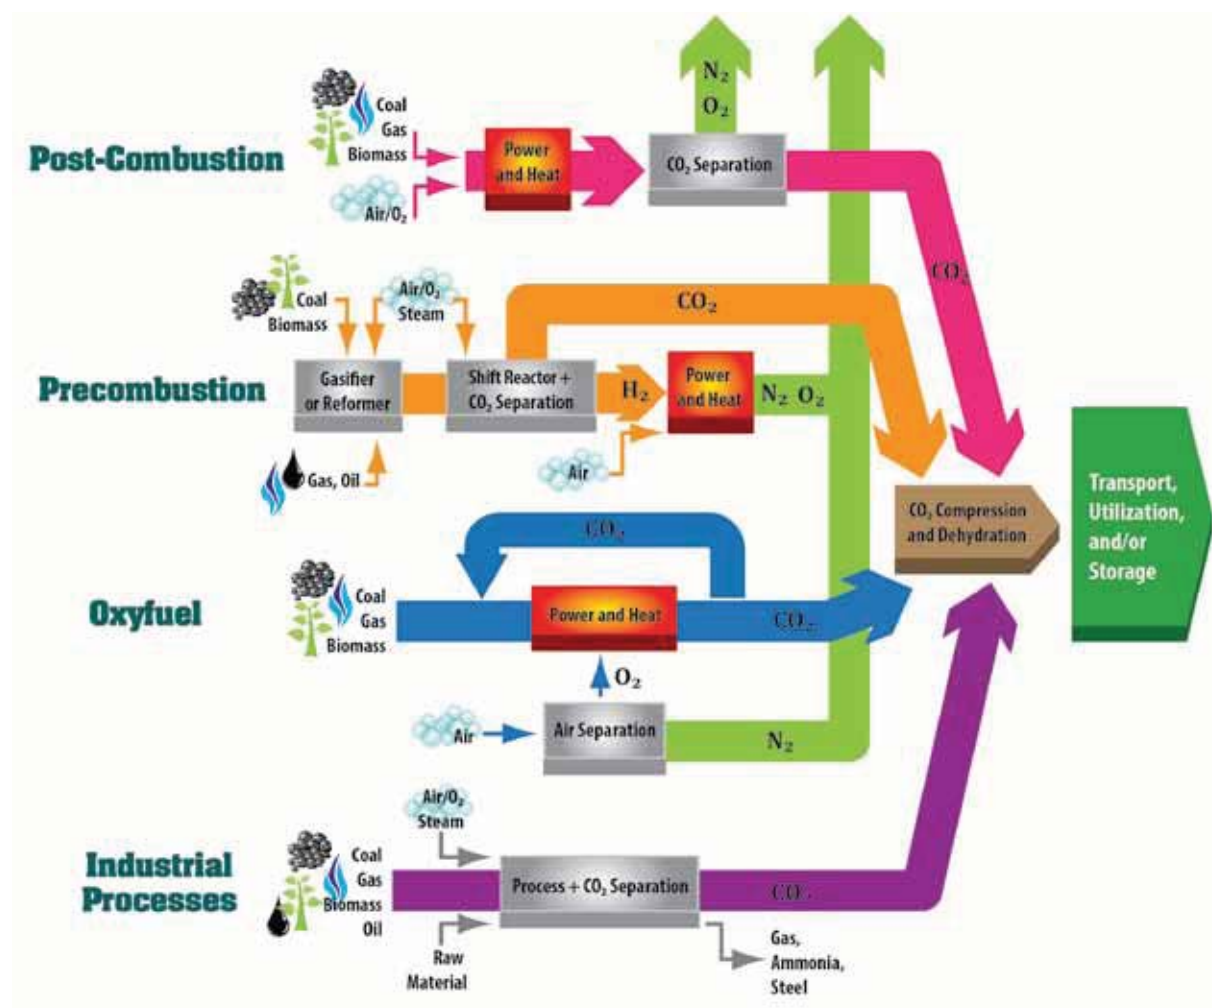 N₂
O₂
Post-Combustion
Coal
Gas
Biomass
Air/O₂
Power
and Heat
CO₂ Separation
CO₂
Precombustion
Coal
Biomass
Air/O₂
Steam
Gasifier
or Reformer
Gas, Oil
Shift Reactor +
CO₂ Separation
CO₂
H₂
Air
Power
and Heat
N₂ O₂
CO₂ Compression
and Dehydration
Transport,
Utilization,
and/or
Storage
Oxyfuel
Coal
Gas
Biomass
CO₂
Power and Heat
CO₂
O₂
Air
Air Separation
N₂
Industrial
Processes
Coal
Gas
Biomass
Oil
Air/O₂
Steam
Process + CO₂ Separation
CO₂
Raw
Material
Gas,
Ammonia,
Steel